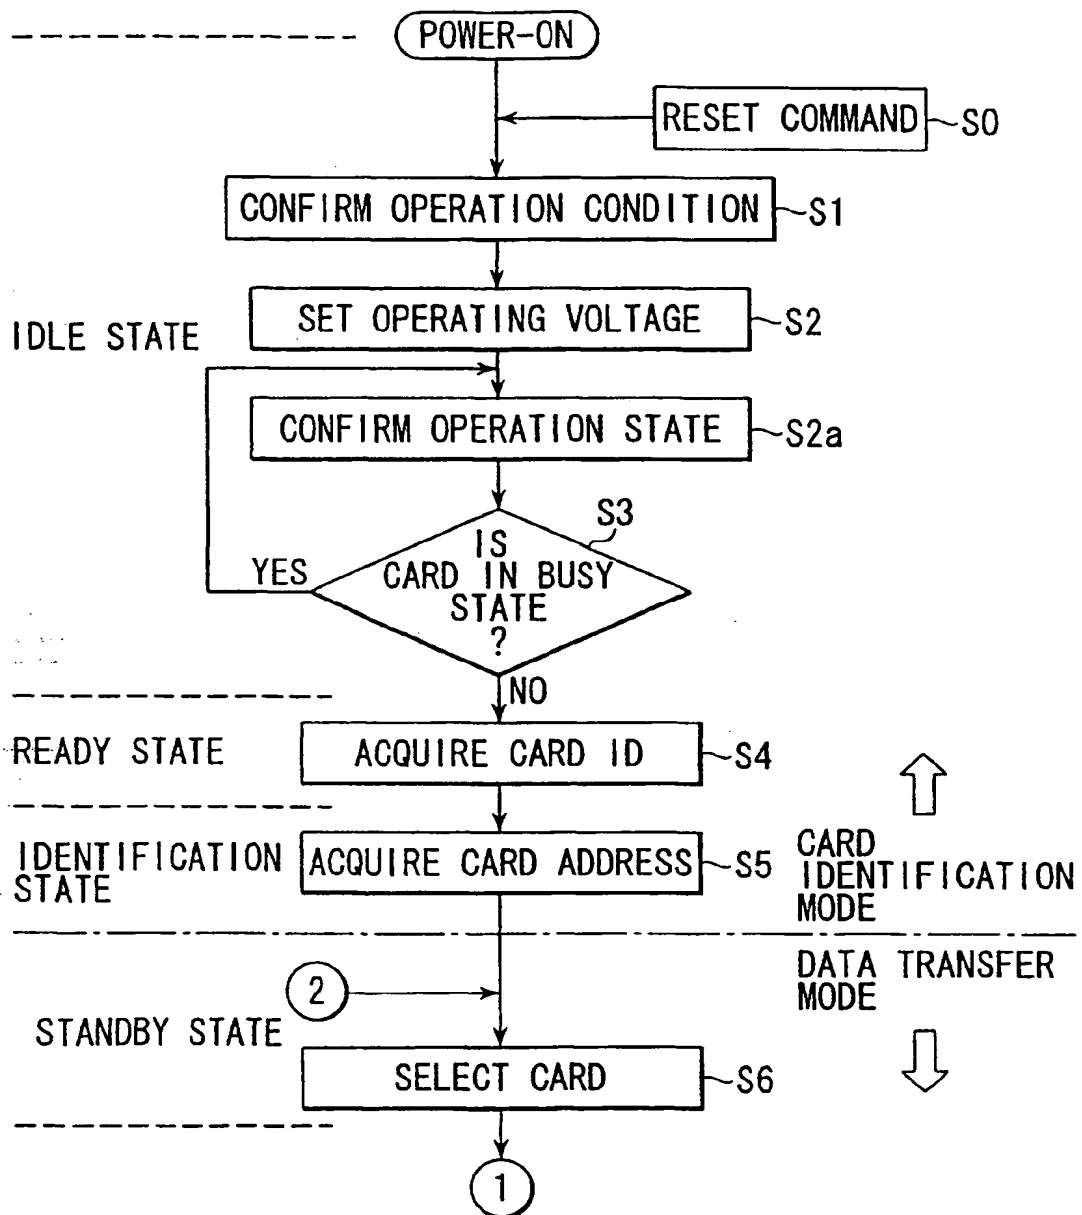 POWER-ON
RESET COMMAND
S0
CONFIRM OPERATION CONDITION
S1
SET OPERATING VOLTAGE
S2
IDLE STATE
CONFIRM OPERATION STATE
S2a
S3
IS
CARD IN BUSY
STATE
?
YES
NO
READY STATE
ACQUIRE CARD ID
S4
IDENTIFICATION
STATE
ACQUIRE CARD ADDRESS
S5
CARD
IDENTIFICATION
MODE
DATA TRANSFER
MODE
2
STANDBY STATE
SELECT CARD
S6
1